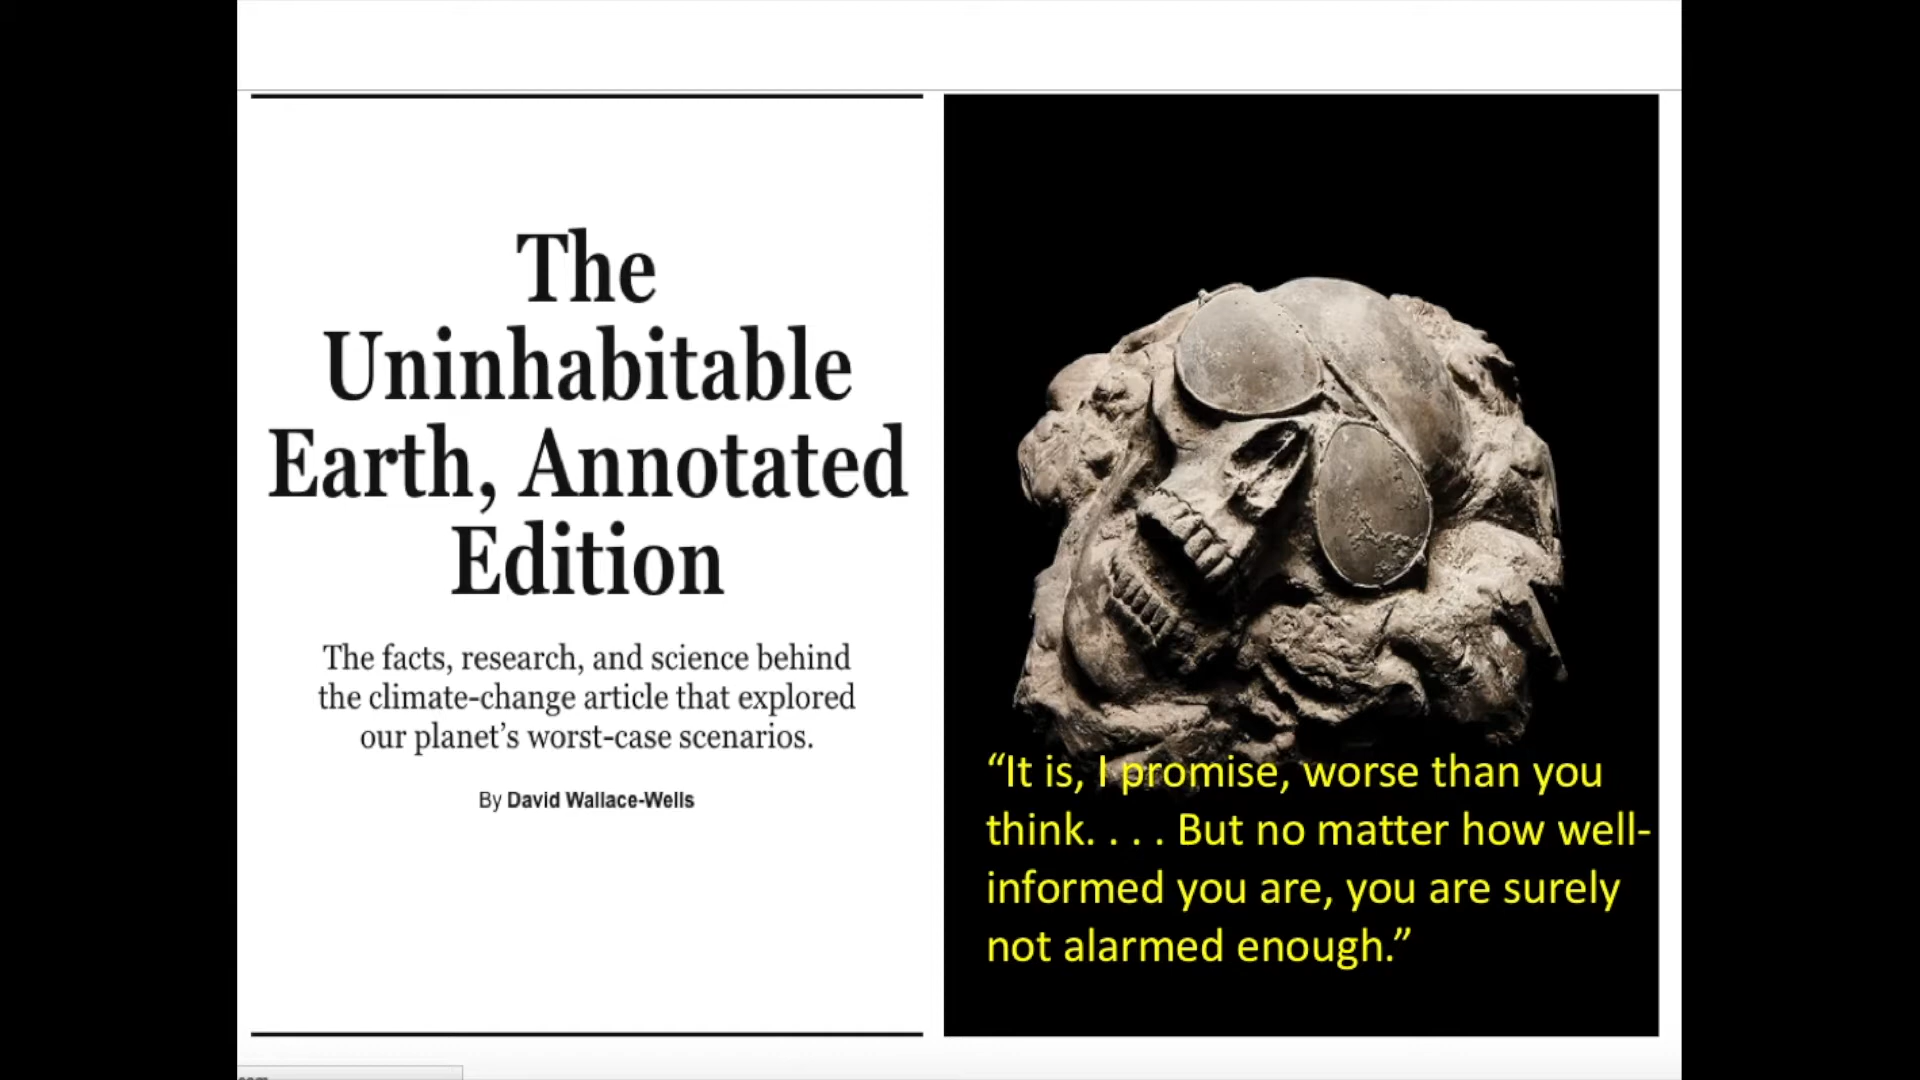 The
Uninhabitable
Earth, Annotated
Edition
The facts, research, and science behind
the climate-change article that explored
our planet’s worst-case scenarios.
By David Wallace-Wells
“It is, I promise, worse than you
think. . . . But no matter how well-
informed you are, you are surely
not alarmed enough.”